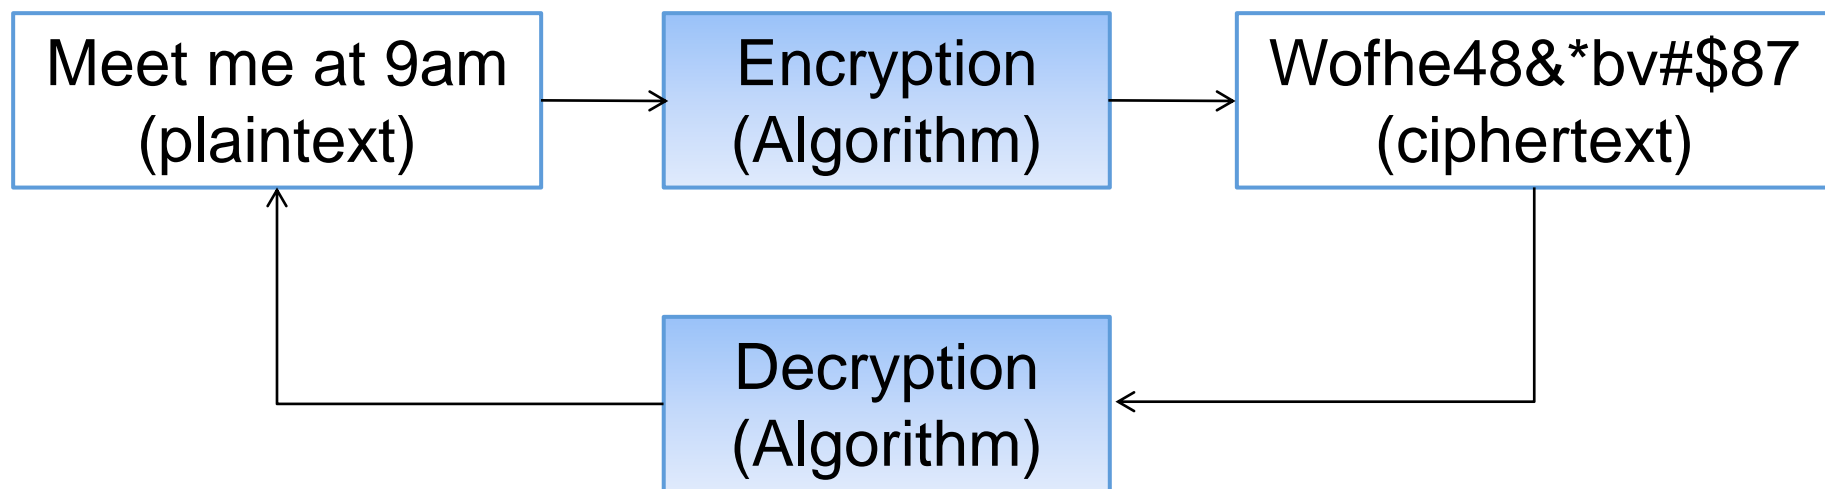 Meet me at 9am
(plaintext)
Encryption
(Algorithm)
Wofhe48&*bv#$87
(ciphertext)
Decryption
(Algorithm)